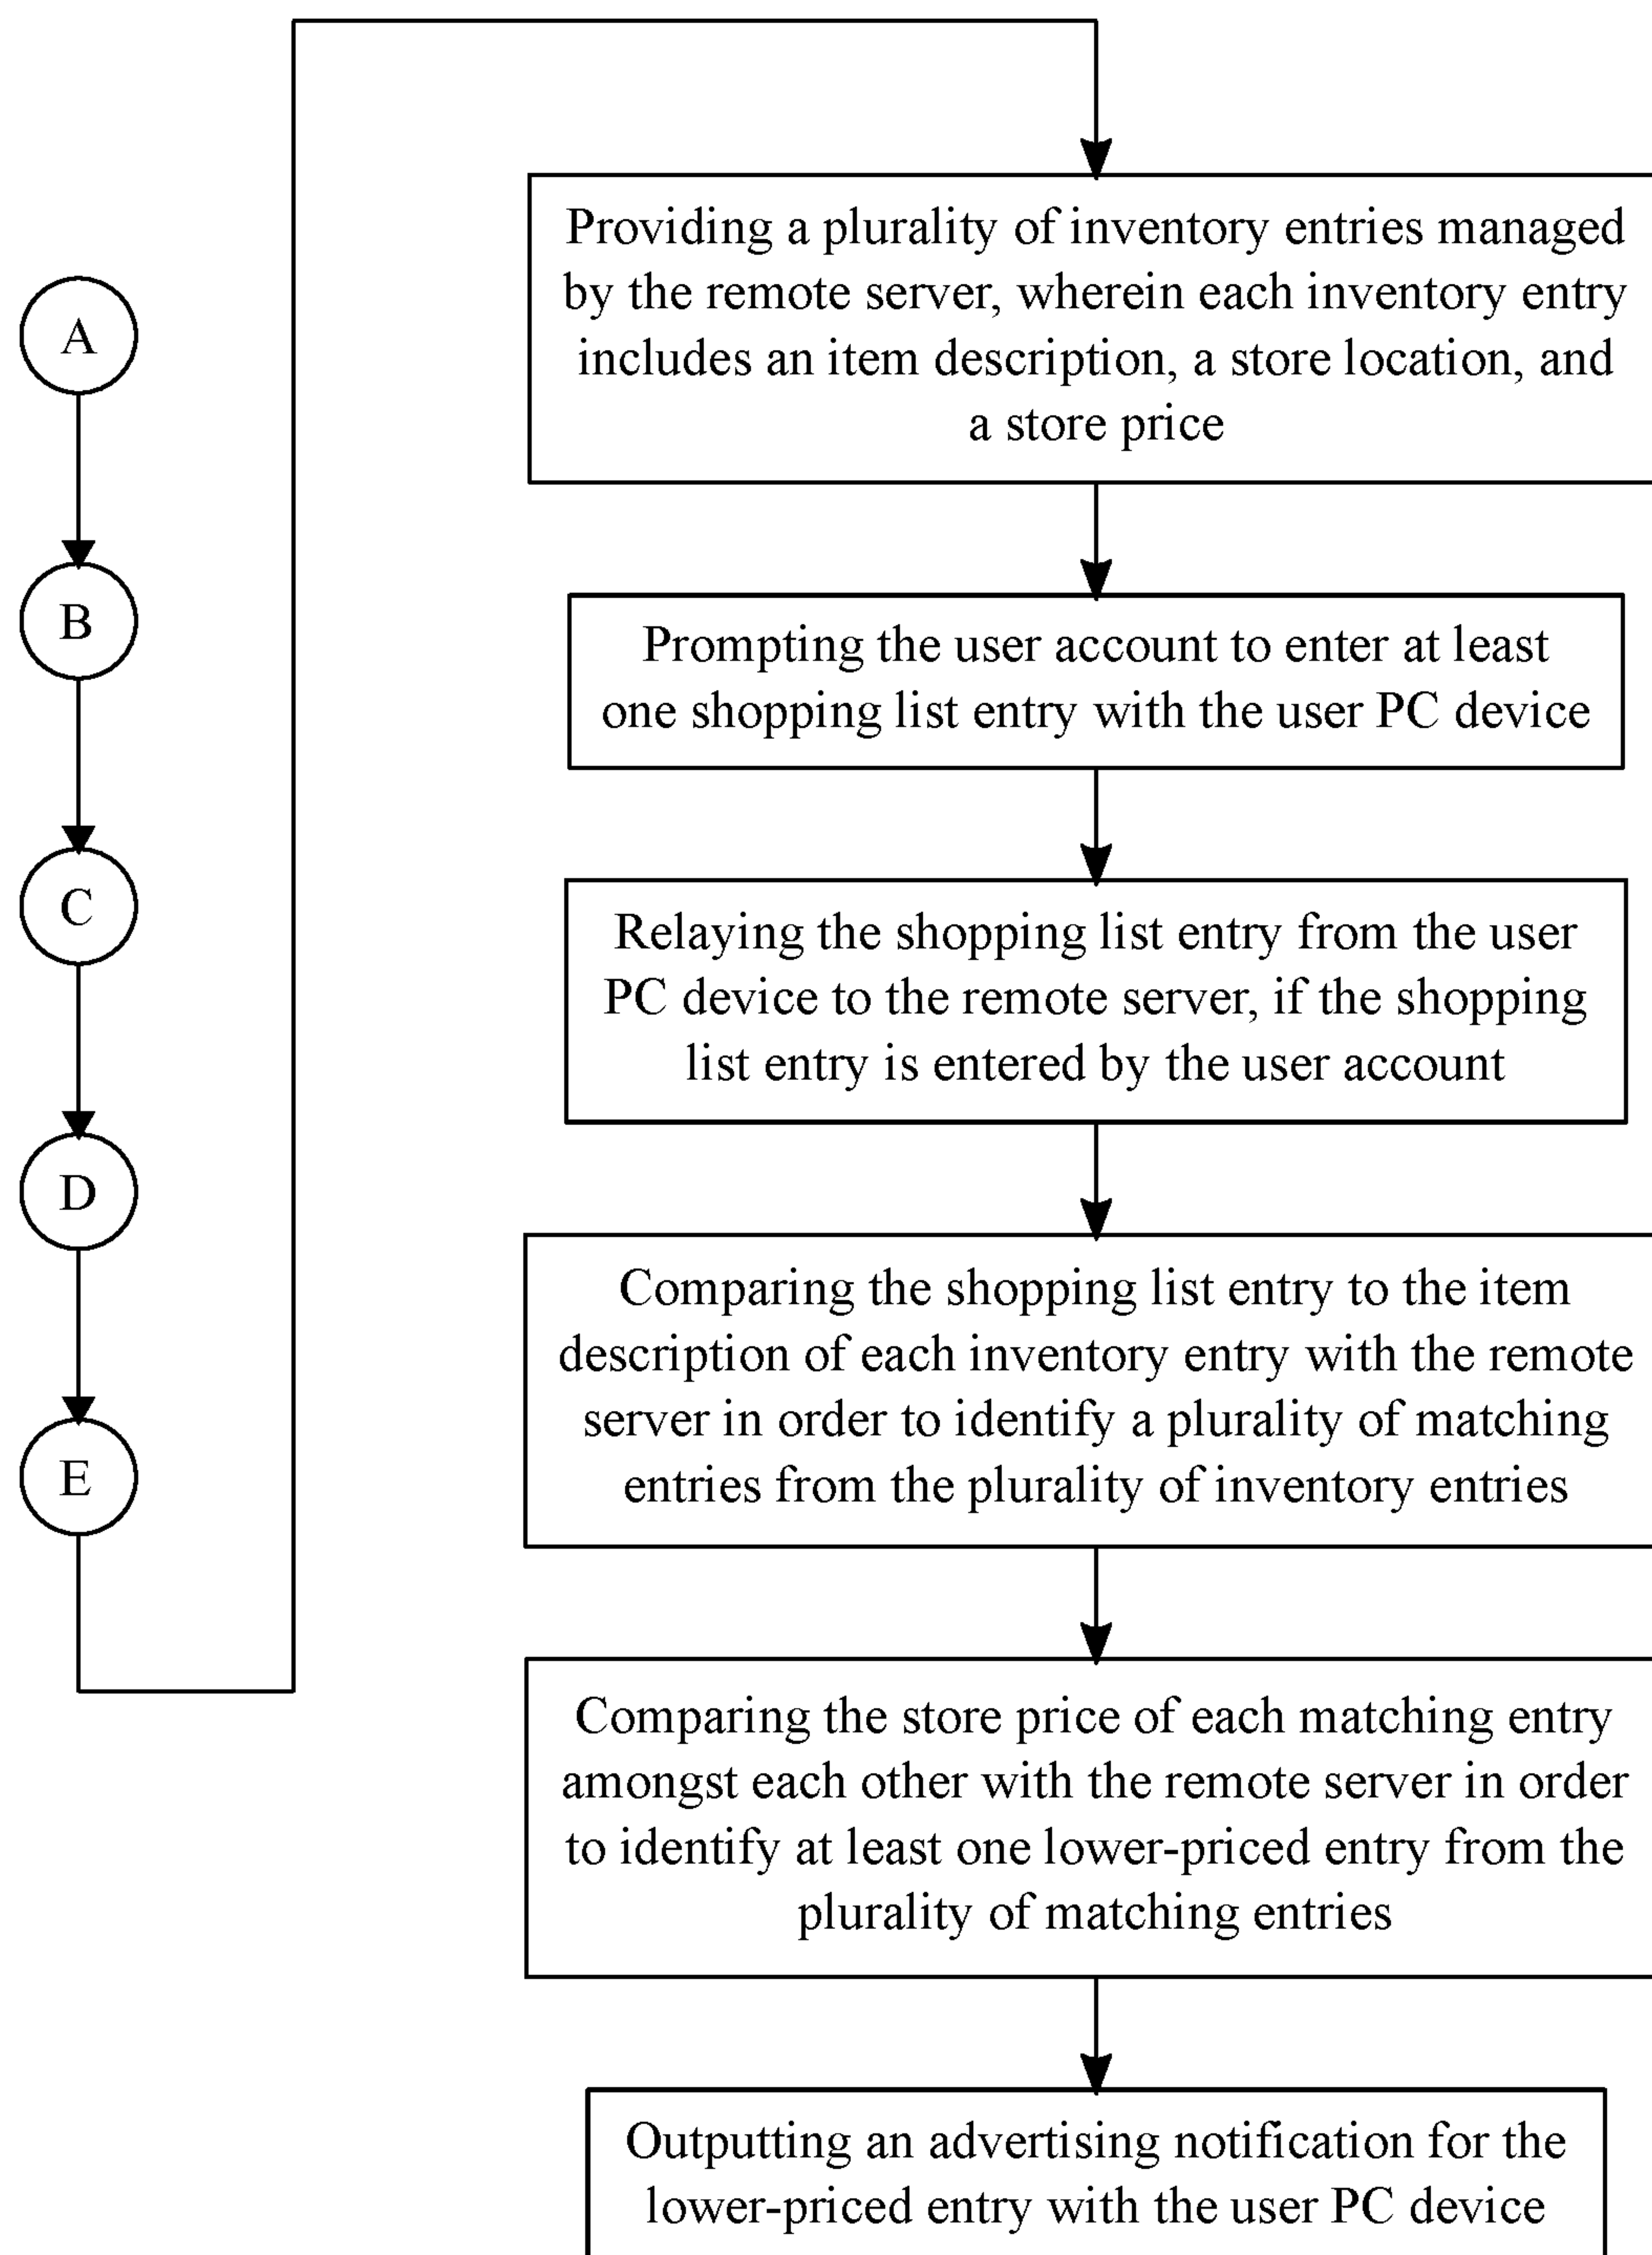 A
B
C
D
E
Providing a plurality of inventory entries managed
by the remote server, wherein each inventory entry
includes an item description, a store location, and
a store price
Prompting the user account to enter at least
one shopping list entry with the user PC device
Relaying the shopping list entry from the user
PC device to the remote server, if the shopping
list entry is entered by the user account
Comparing the shopping list entry to the item
description of each inventory entry with the remote
server in order to identify a plurality of matching
entries from the plurality of inventory entries
Comparing the store price of each matching entry
amongst each other with the remote server in order
to identify at least one lower-priced entry from the
plurality of matching entries
Outputting an advertising notification for the
lower-priced entry with the user PC device